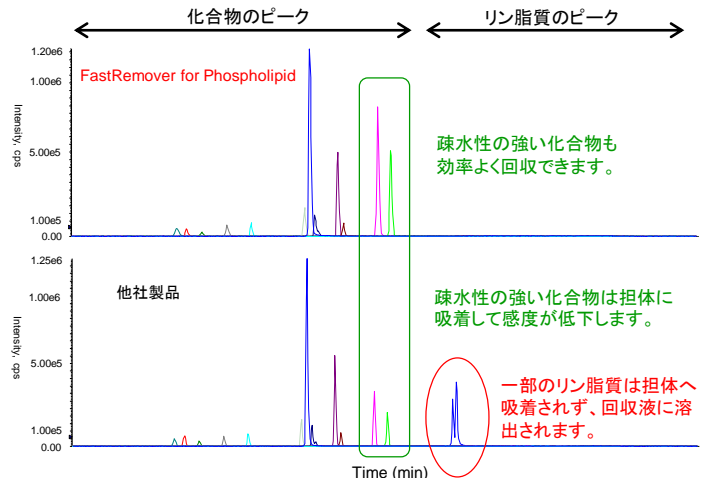 化合物のピーク
リン脂質のピーク
1.20e6
1.00e6
5.00e5
1.00e5
0.00
Intensity, cps
FastRemover for Phospholipid
疎水性の強い化合物も
効率よく回収できます。
1.25e6
1.00e6
5.00e5
1.00e5
0.00
Intensity, cps
他社製品
疎水性の強い化合物は担体に
吸着して感度が低下します。
一部のリン脂質は担体へ
吸着されず、回収液に溶
出されます。
Time (min)